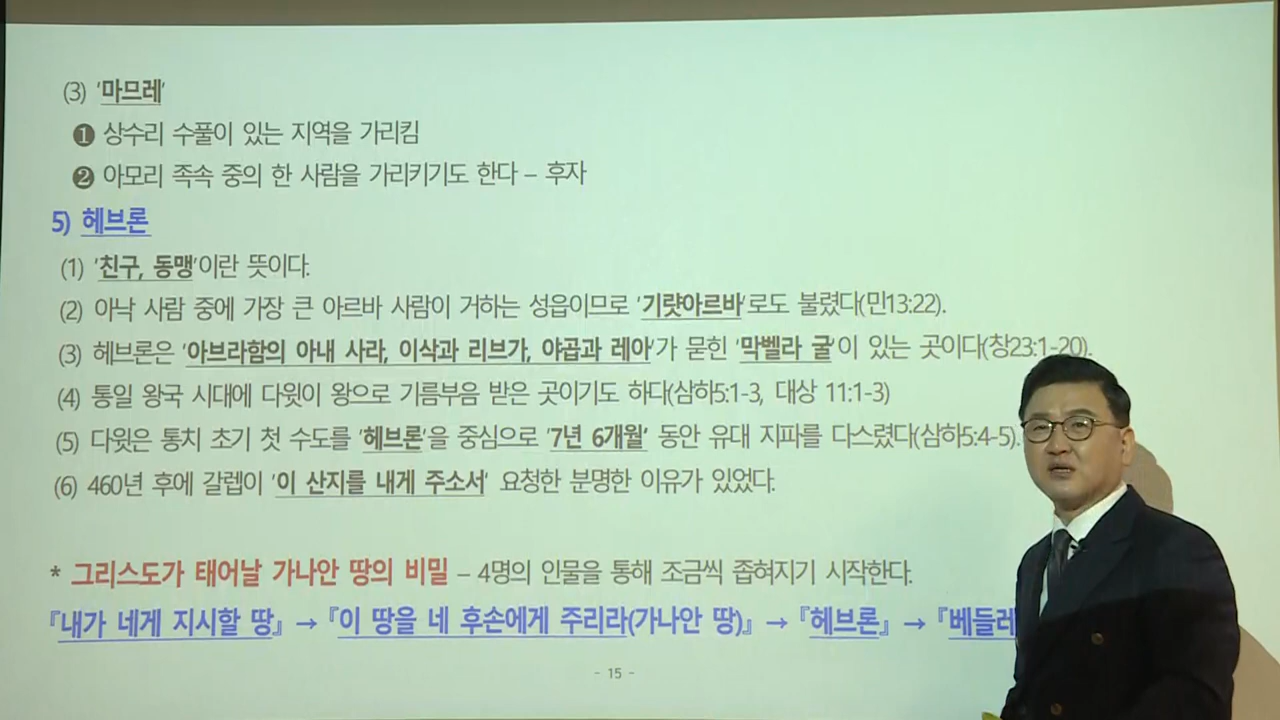 (3) '마므레'
❶ 상수리 수풀이 있는 지역을 가리킴
❷ 아모리 족속 중의 한 사람을 가리키기도 한다 – 후자
5) 헤브론
(1) '친구, 동맹'이란 뜻이다.
(2) 아낙 사람 중에 가장 큰 아르바 사람이 거하는 성읍이므로 '기럇아르바'로도 불렸다(민13:22).
(3) 헤브론은 '아브라함의 아내 사라, 이삭과 리브가, 야곱과 레아'가 묻힌 '막벨라 굴'이 있는 곳이다(창23:1-20).
(4) 통일 왕국 시대에 다윗이 왕으로 기름부음 받은 곳이기도 하다(삼하5:1-3, 대상 11:1-3)
(5) 다윗은 통치 초기 첫 수도를 '헤브론'을 중심으로 '7년 6개월' 동안 유대 지파를 다스렸다(삼하5:4-5).
(6) 460년 후에 갈렙이 '이 산지를 내게 주소서' 요청한 분명한 이유가 있었다.
* 그리스도가 태어날 가나안 땅의 비밀 – 4명의 인물을 통해 조금씩 좁혀지기 시작한다.
『내가 네게 지시할 땅』 → 『이 땅을 네 후손에게 주리라(가나안 땅)』 → 『헤브론』 → 『베들레
- 15 -